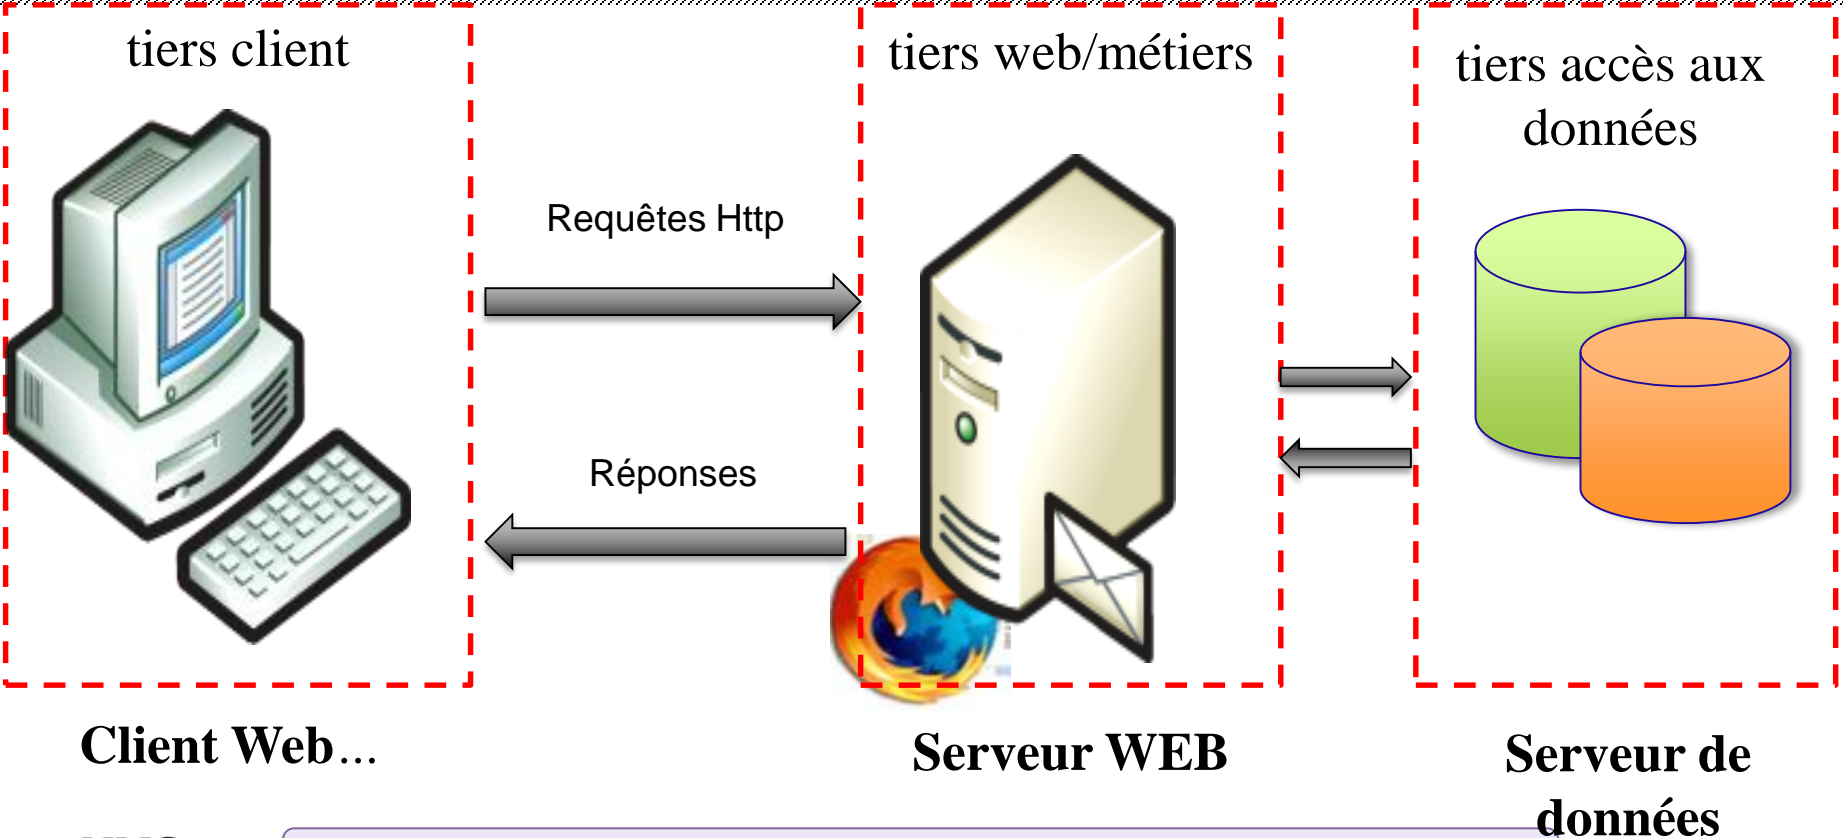 tiers client
tiers web/métiers
tiers accès aux
données
Requêtes Http
Réponses
Client Web...
Serveur WEB
Serveur de
données